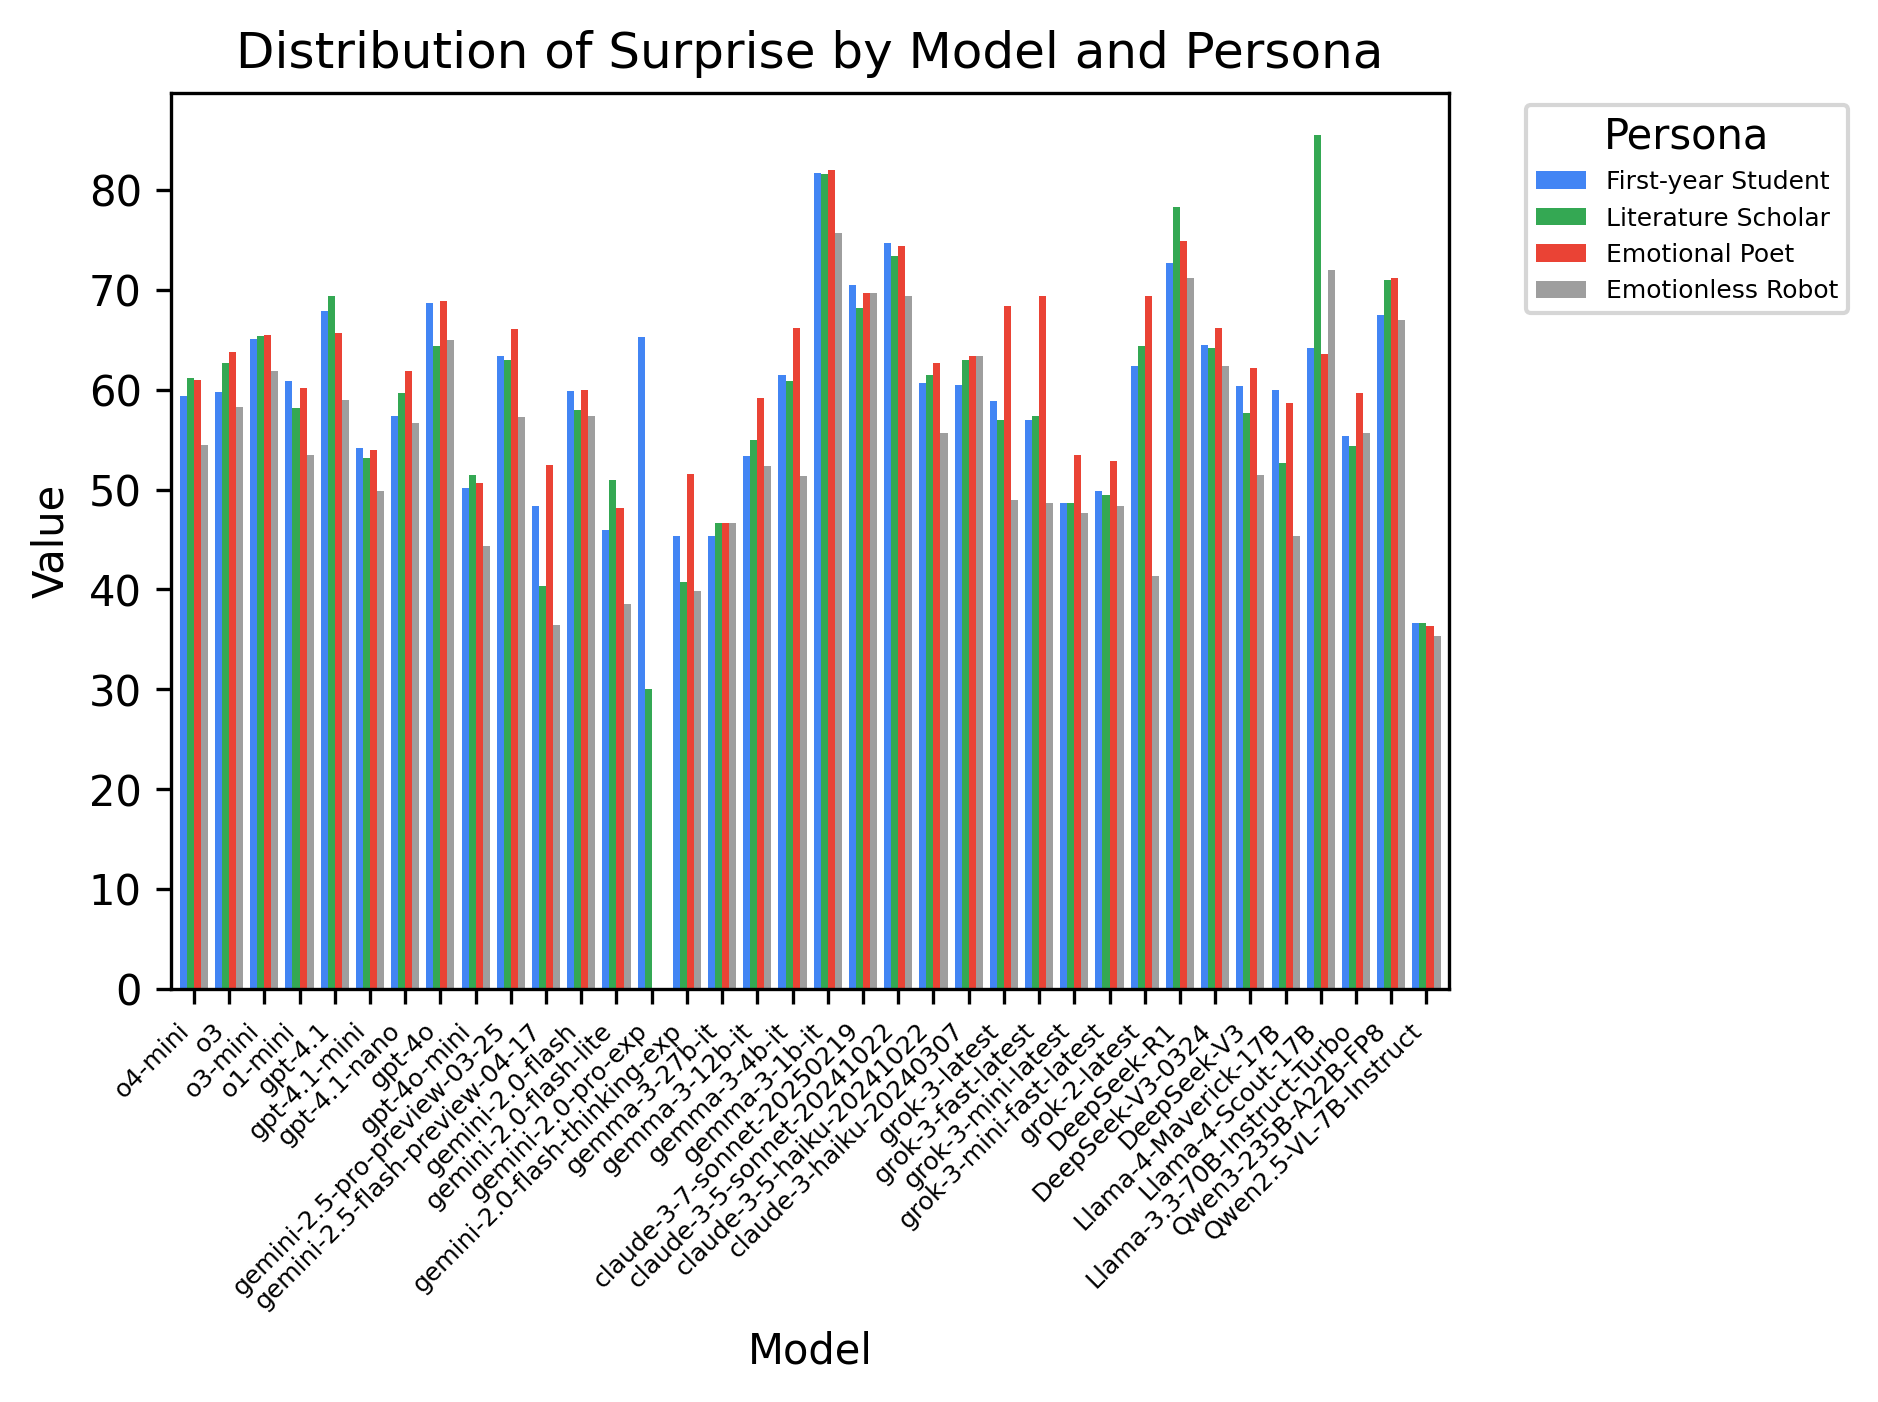 Distribution of Surprise by Model and Persona
Value
80
70
60
50
40
30
20
10
0
Persona
First-year Student
Literature Scholar
Emotional Poet
Emotionless Robot
o4-mini
o3
o3-mini
o1-mini
gpt-4.1
gpt-4.1-mini
gpt-4.1-nano
gpt-4o
gpt-4o-mini
gemini-2.5-pro-preview-03-25
gemini-2.5-flash-preview-04-17
gemini-2.0-flash
gemini-2.0-flash-lite
gemini-2.0-pro-exp
gemini-2.0-flash-thinking-exp
gemma-3-27b-it
gemma-3-12b-it
gemma-3-4b-it
gemma-3-1b-it
claude-3-7-sonnet-20250219
claude-3-5-sonnet-20241022
claude-3-5-haiku-20241022
claude-3-haiku-20240307
grok-3-latest
grok-3-fast-latest
grok-3-mini-latest
grok-3-mini-fast-latest
grok-2-latest
DeepSeek-R1
DeepSeek-V3-0324
DeepSeek-V3
Llama-4-Maverick-17B
Llama-4-Scout-17B
Llama-3.3-70B-Instruct-Turbo
Qwen3-235B-A22B-FP8
Qwen2.5-VL-7B-Instruct
Model